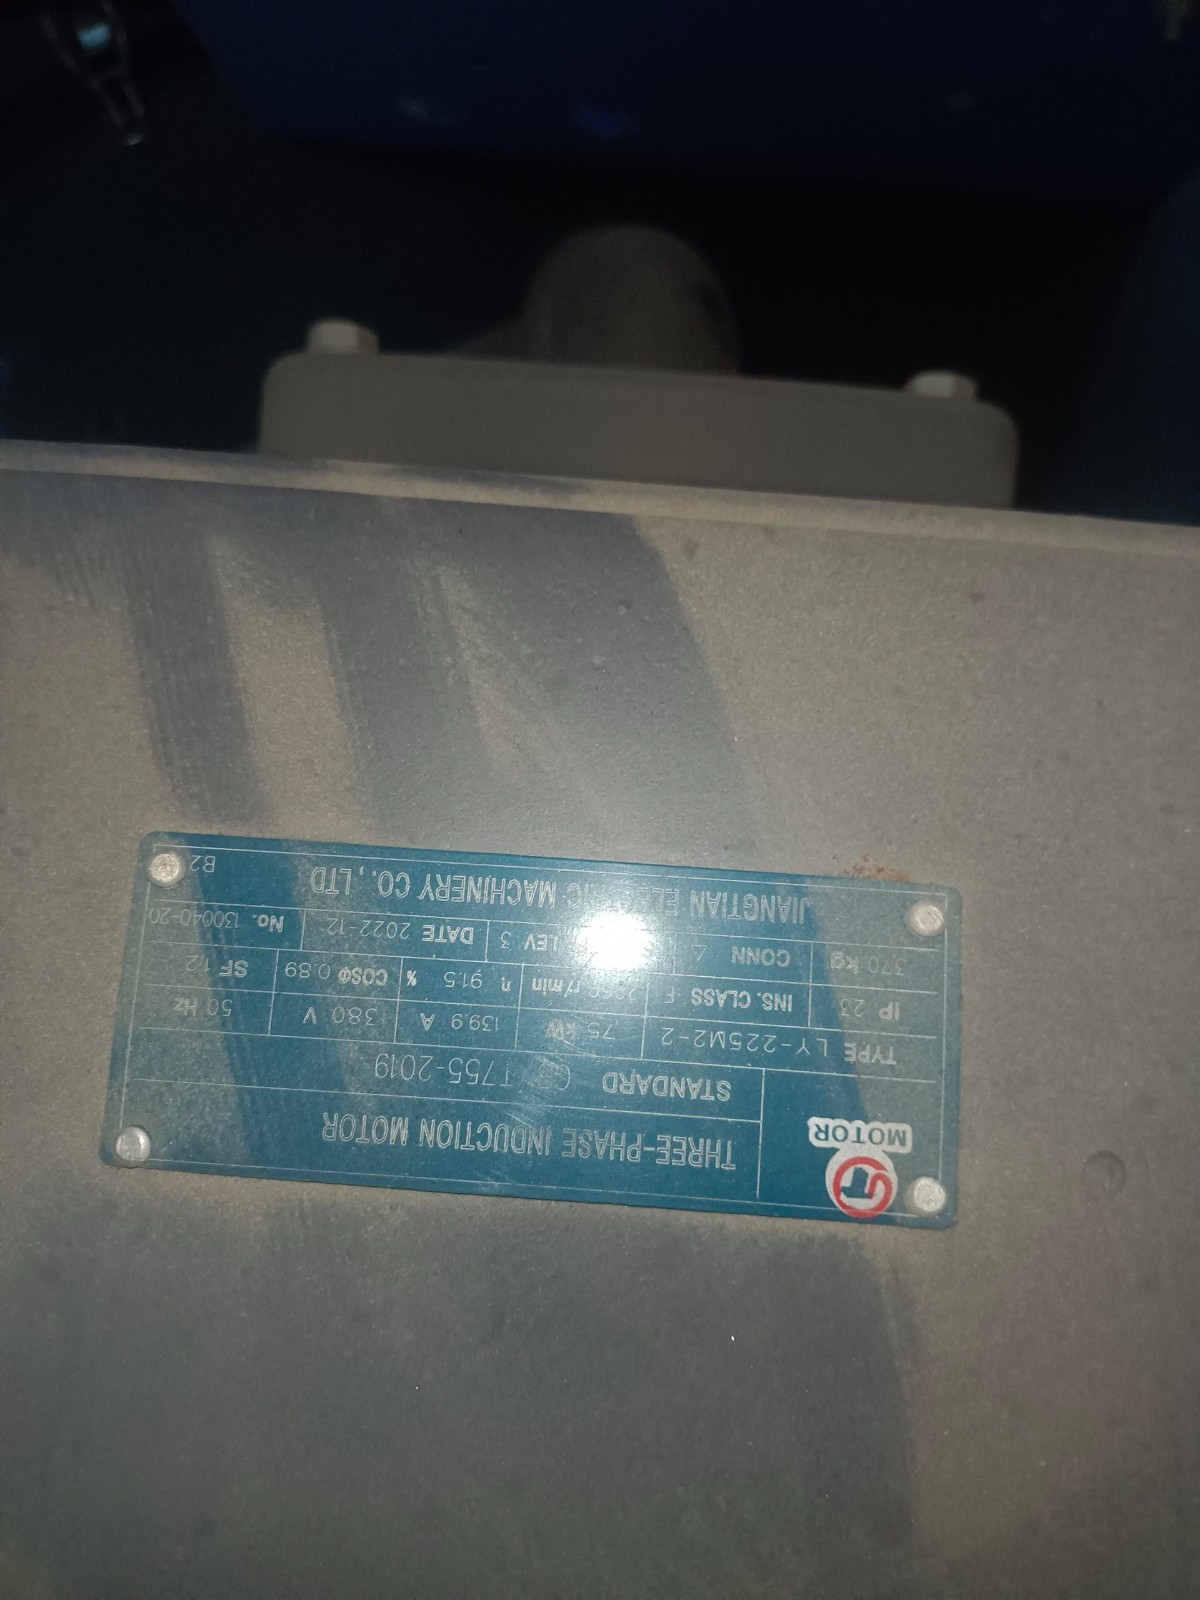 MOTOR
THREE-PHASE INDUCTION MOTOR
STANDARD T755-2019
TYPE LY-225M2-2 75 kW 139.9 A 380 V 50 Hz
IP 23 INS. CLASS F r/min η 91.5 % COSΦ 0.89 SF 1.2
370 kg CONN △ LEV 3 DATE 2022-12 No. 130040-20
JIANGTIAN ELECTRIC MACHINERY CO., LTD B2